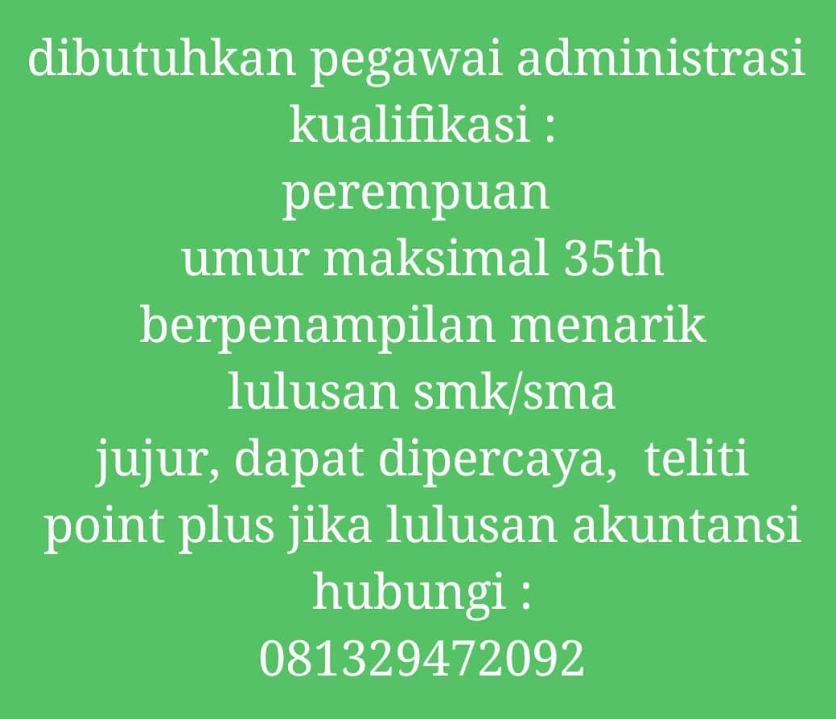 dibutuhkan pegawai administrasi
kualifikasi :
perempuan
umur maksimal 35th
berpenampilan menarik
lulusan smk/sma
jujur, dapat dipercaya,  teliti
point plus jika lulusan akuntansi
hubungi :
081329472092